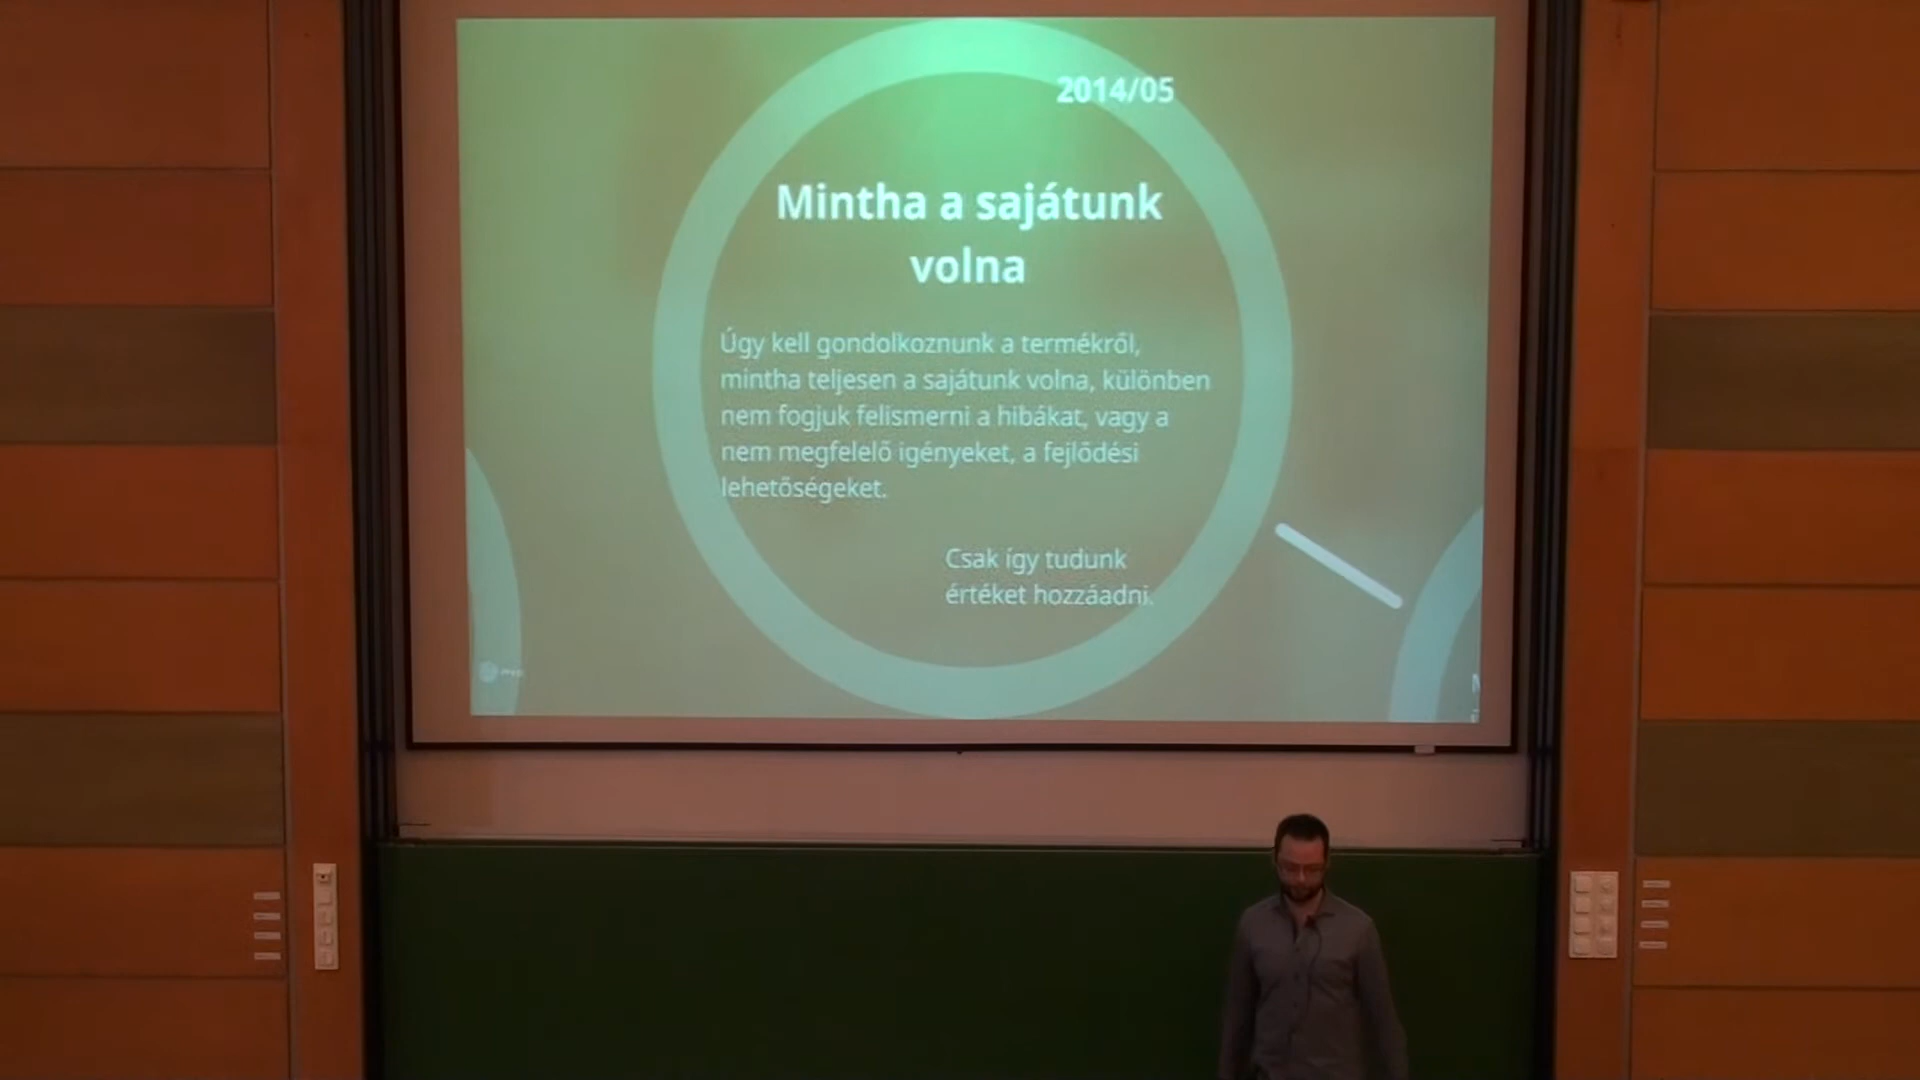 2014/05
Mintha a sajátunk
volna
Úgy kell gondolkoznunk a termékről,
mintha teljesen a sajátunk volna, különben
nem fogjuk felismerni a hibákat, vagy a
nem megfelelő igényeket, a fejlődési
lehetőségeket.
Csak így tudunk
értéket hozzáadni.